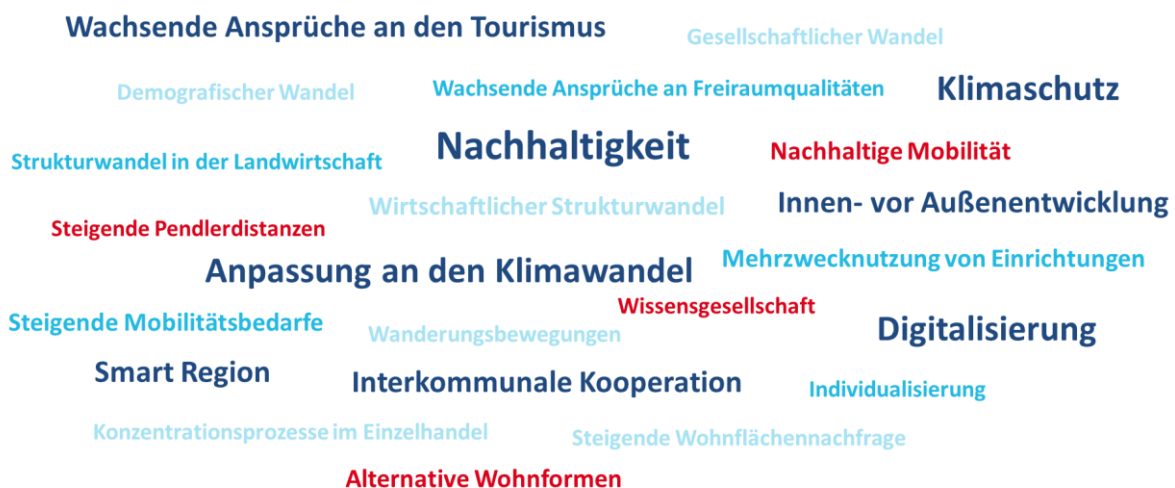 Wachsende Ansprüche an den Tourismus
Gesellschaftlicher Wandel
Demografischer Wandel
Wachsende Ansprüche an Freiraumqualitäten
Klimaschutz
Strukturwandel in der Landwirtschaft
Nachhaltigkeit
Nachhaltige Mobilität
Wirtschaftlicher Strukturwandel
Innen- vor Außenentwicklung
Steigende Pendlerdistanzen
Anpassung an den Klimawandel
Mehrzwecknutzung von Einrichtungen
Wissensgesellschaft
Steigende Mobilitätsbedarfe
Wanderungsbewegungen
Digitalisierung
Smart Region
Interkommunale Kooperation
Individualisierung
Konzentrationsprozesse im Einzelhandel
Steigende Wohnflächennachfrage
Alternative Wohnformen